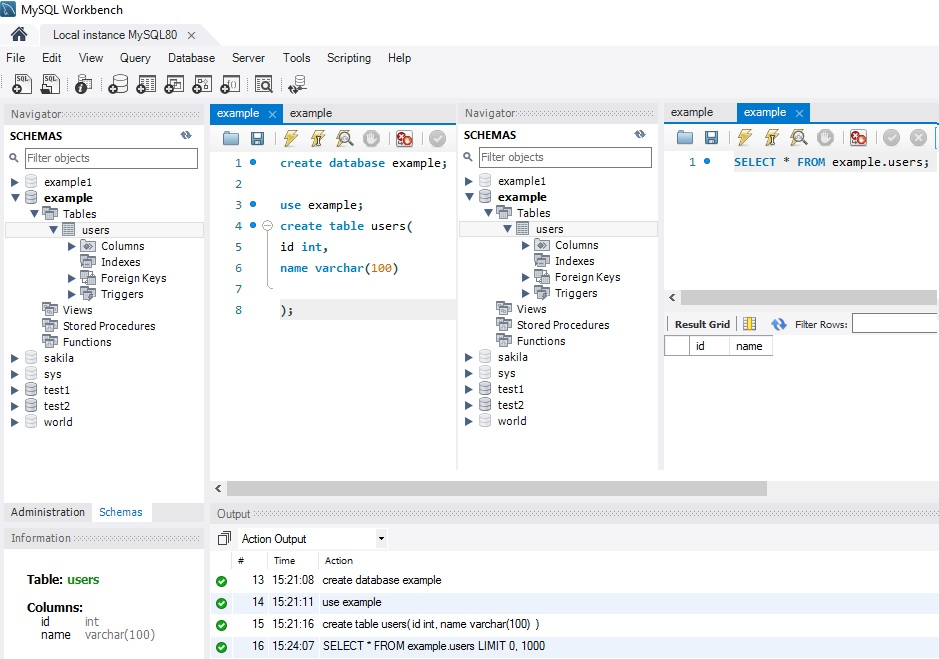 MySQL Workbench
Local instance MySQL80 ×
File Edit View Query Database Server Tools Scripting Help
Navigator
SCHEMAS
Filter objects
example1
example
Tables
users
Columns
Indexes
Foreign Keys
Triggers
Views
Stored Procedures
Functions
sakila
sys
test1
test2
world
Administration Schemas
Information
Table: users
Columns:
id int
name varchar(100)
example × example
1 create database example;
2
3 use example;
4 create table users(
5 id int,
6 name varchar(100)
7
8 );
Navigator
SCHEMAS
Filter objects
example1
example
Tables
users
Columns
Indexes
Foreign Keys
Triggers
Views
Stored Procedures
Functions
sakila
sys
test1
test2
world
example example ×
1 SELECT * FROM example.users;
Result Grid Filter Rows:
id name
Output
Action Output
# Time Action
13 15:21:08 create database example
14 15:21:11 use example
15 15:21:16 create table users( id int, name varchar(100) )
16 15:24:07 SELECT * FROM example.users LIMIT 0, 1000